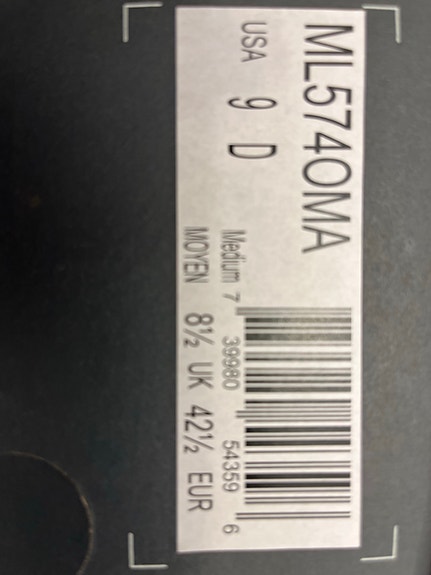 ML574OMA
USA 9 D
Medium 7 39980 54359 6
MOYEN 8½ UK 42½ EUR